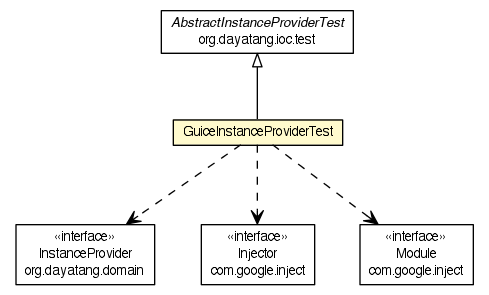 AbstractInstanceProviderTest
org.dayatang.ioc.test
GuiceInstanceProviderTest
«interface»
InstanceProvider
org.dayatang.domain
«interface»
Injector
com.google.inject
«interface»
Module
com.google.inject